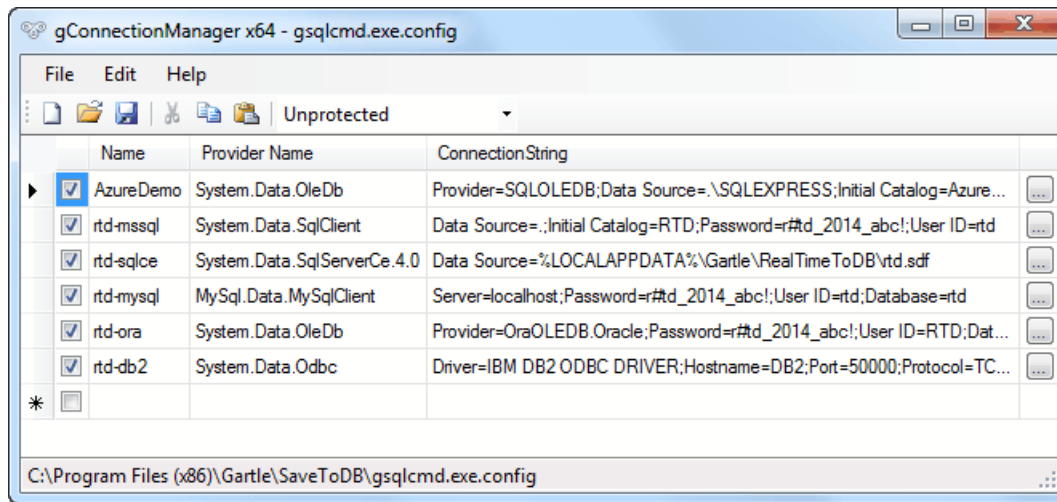 gConnectionManager x64 - gsqlcmd.exe.config
File Edit Help
Unprotected
Name Provider Name ConnectionString
AzureDemo System.Data.OleDb Provider=SQLOLEDB;Data Source=.\SQLEXPRESS;Initial Catalog=Azure... ...
rtd-mssql System.Data.SqlClient Data Source=.;Initial Catalog=RTD;Password=r#td_2014_abc!;User ID=rtd ...
rtd-sqlce System.Data.SqlServerCe.4.0 Data Source=%LOCALAPPDATA%\Gartle\RealTimeToDB\rtd.sdf ...
rtd-mysql MySql.Data.MySqlClient Server=localhost;Password=r#td_2014_abc!;User ID=rtd;Database=rtd ...
rtd-ora System.Data.OleDb Provider=OraOLEDB.Oracle;Password=r#td_2014_abc!;User ID=RTD;Dat... ...
rtd-db2 System.Data.Odbc Driver=IBM DB2 ODBC DRIVER;Hostname=DB2;Port=50000;Protocol=TC... ...
C:\Program Files (x86)\Gartle\SaveToDB\gsqlcmd.exe.config